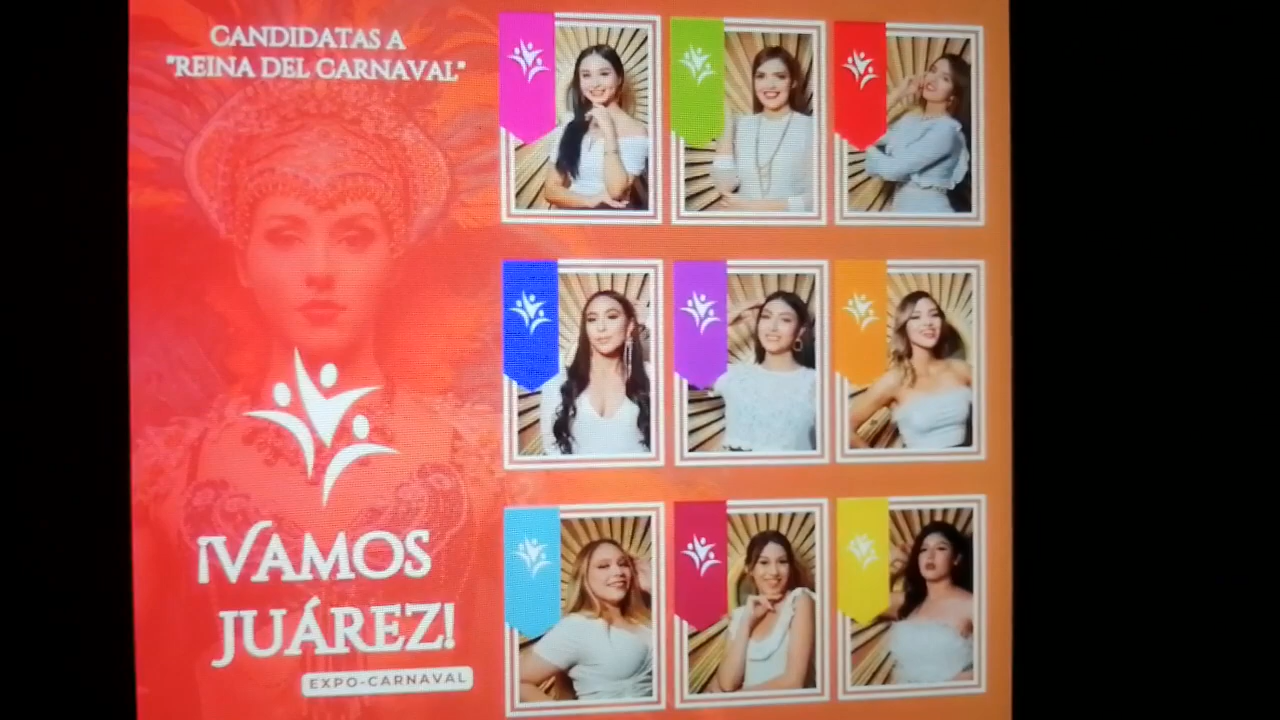 CANDIDATAS A
"REINA DEL CARNAVAL"
¡VAMOS
JUÁREZ!
EXPO-CARNAVAL